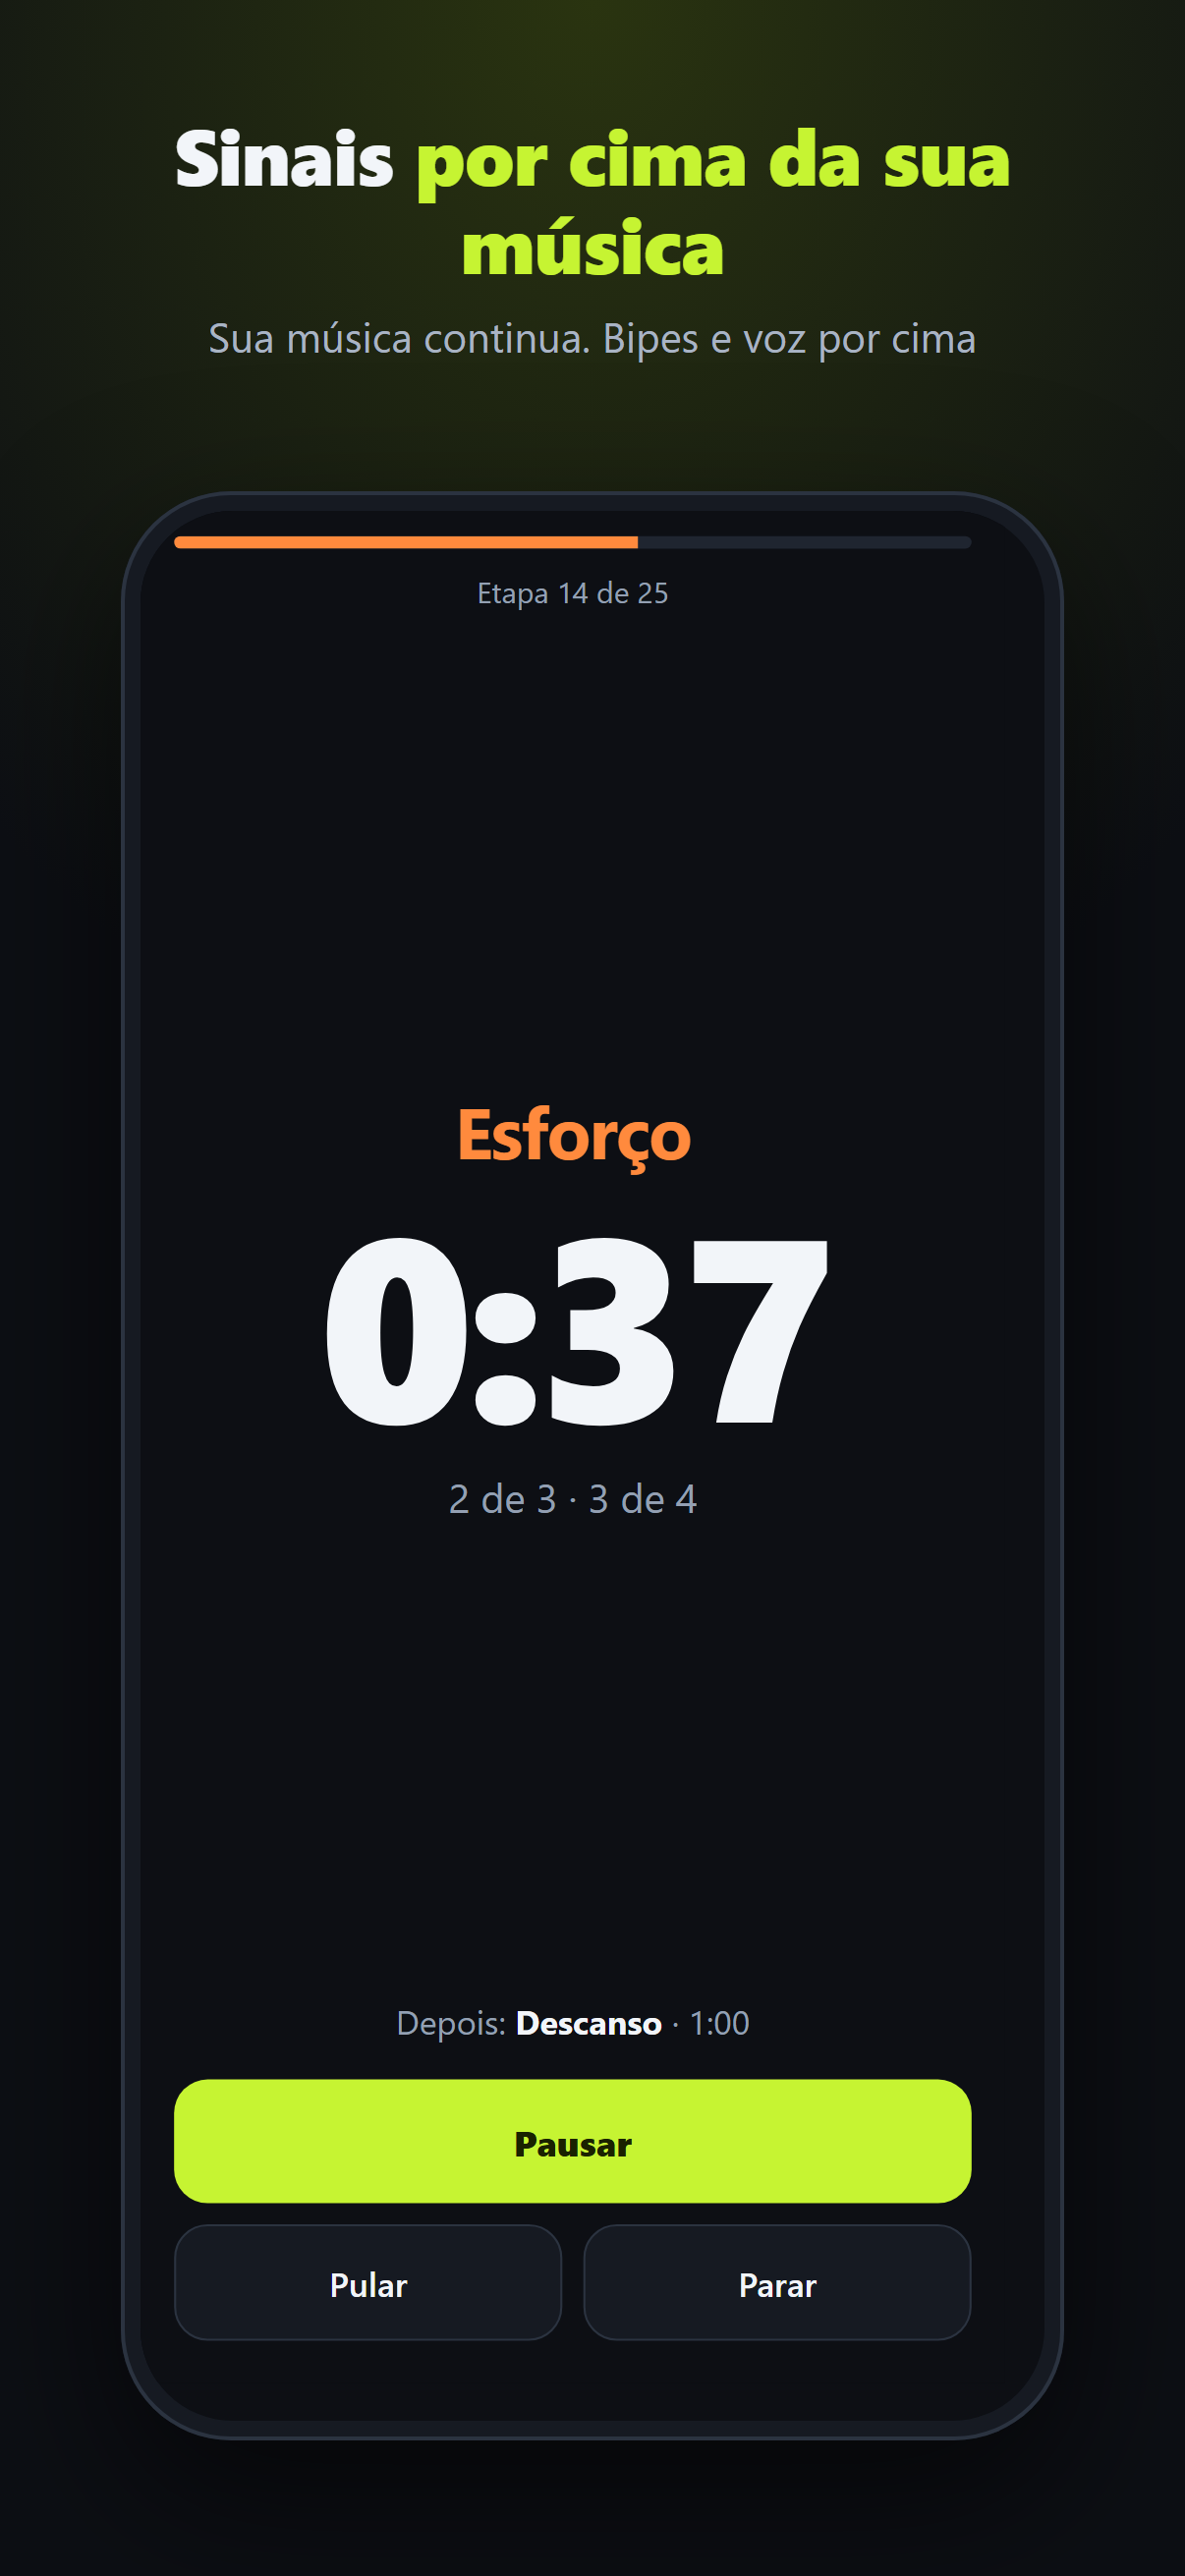 Sinais por cima da sua
música
Sua música continua. Bipes e voz por cima
Etapa 14 de 25
Esforço
0:37
2 de 3 · 3 de 4
Depois: Descanso · 1:00
Pausar
Pular
Parar